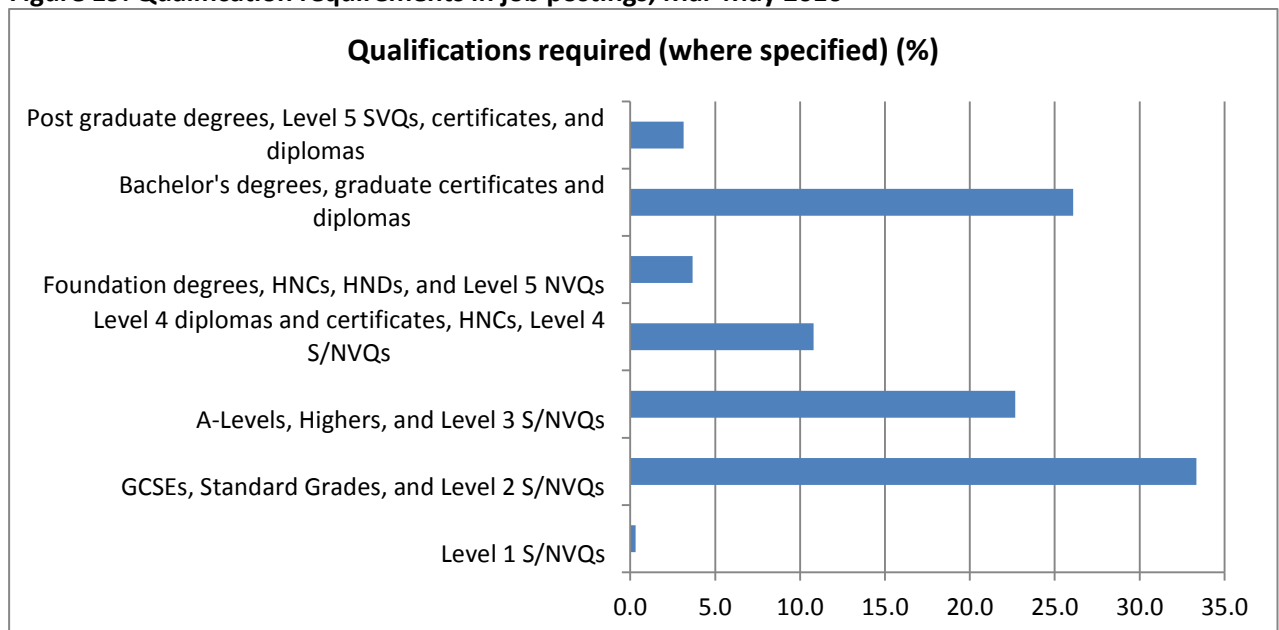 Qualifications required (where specified) (%)
Post graduate degrees, Level 5 SVQs, certificates, and
diplomas
Bachelor's degrees, graduate certificates and
diplomas
Foundation degrees, HNCs, HNDs, and Level 5 NVQs
Level 4 diplomas and certificates, HNCs, Level 4
S/NVQs
A-Levels, Highers, and Level 3 S/NVQs
GCSEs, Standard Grades, and Level 2 S/NVQs
Level 1 S/NVQs
0.0 5.0 10.0 15.0 20.0 25.0 30.0 35.0